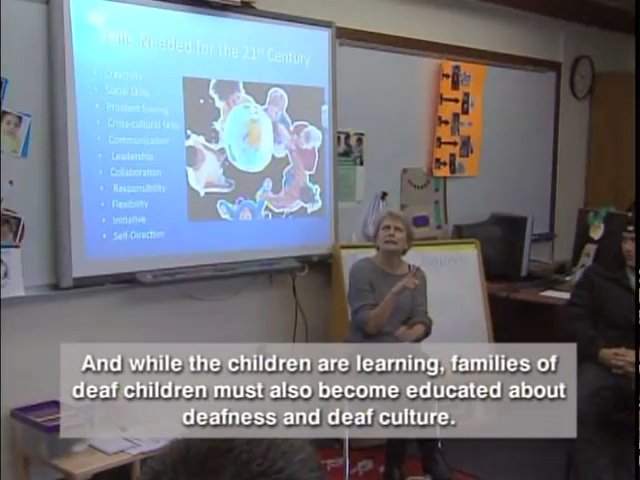 Skills Needed for the 21st Century
• Creativity
• Social Skills
• Problem Solving
• Cross-cultural Skills
• Communication
• Leadership
• Collaboration
• Responsibility
• Flexibility
• Initiative
• Self-Direction
And while the children are learning, families of
deaf children must also become educated about
deafness and deaf culture.